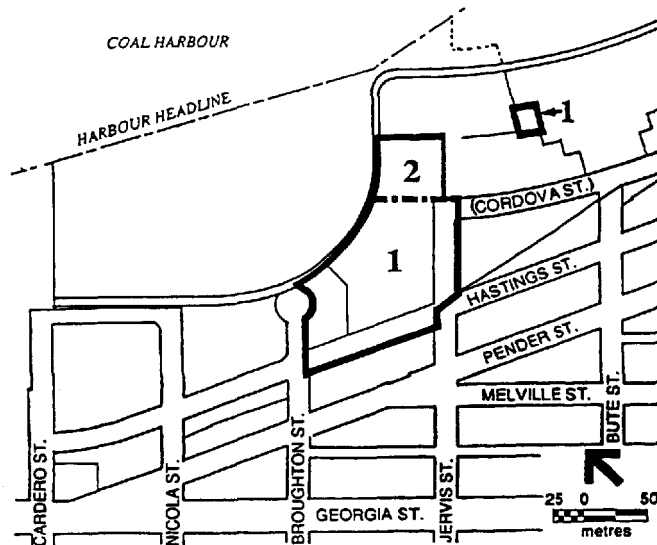 COAL HARBOUR
HARBOUR HEADLINE
1
2
(CORDOVA ST.)
1
HASTINGS ST.
PENDER ST.
MELVILLE ST.
BUTE ST.
CARDERO ST.
NICOLA ST.
BROUGHTON ST.
JERVIS ST.
GEORGIA ST.
25 0 50
metres